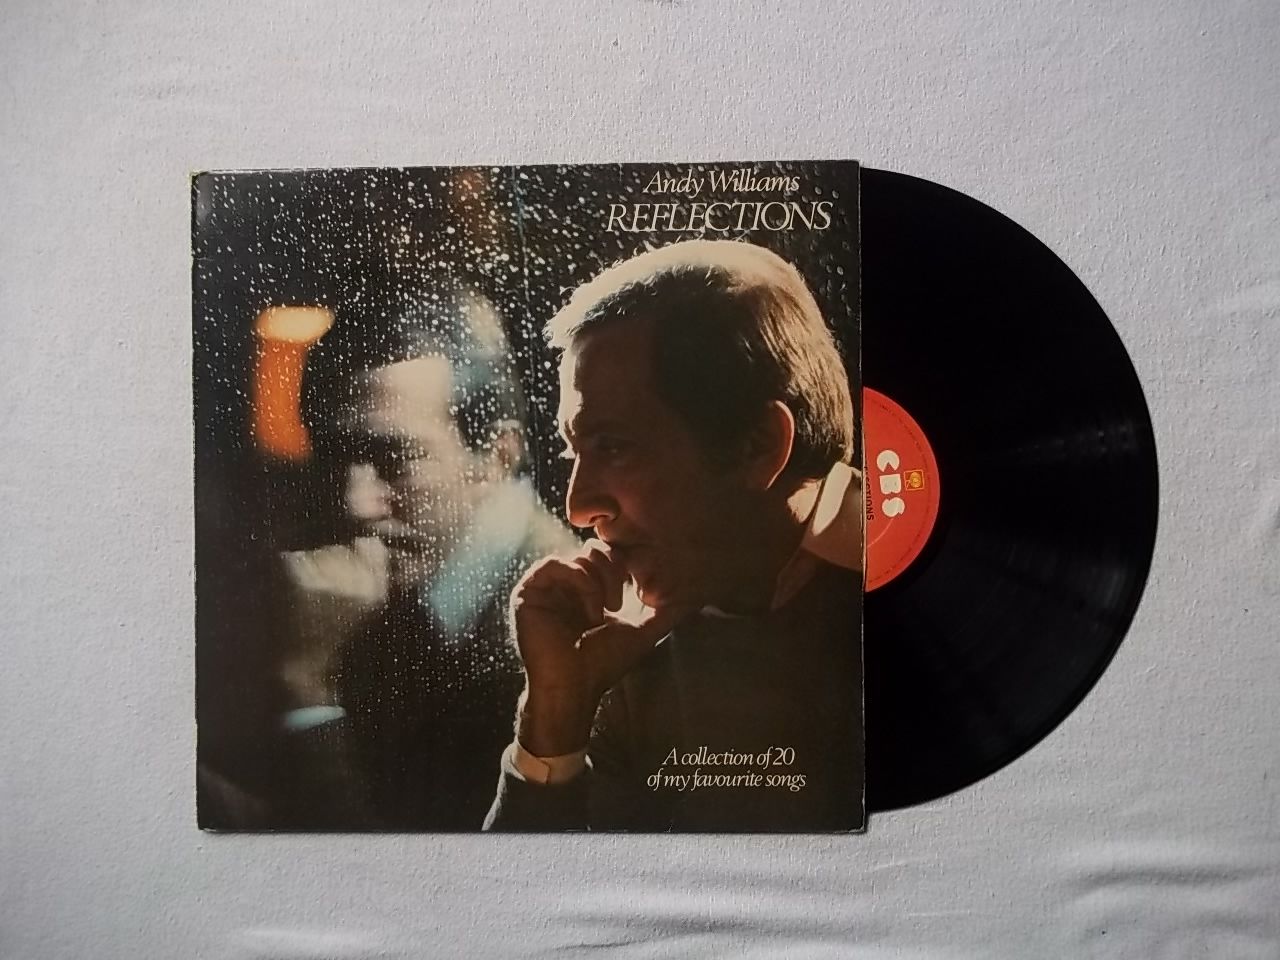 Andy Williams
REFLECTIONS
A collection of 20
of my favourite songs
CBS